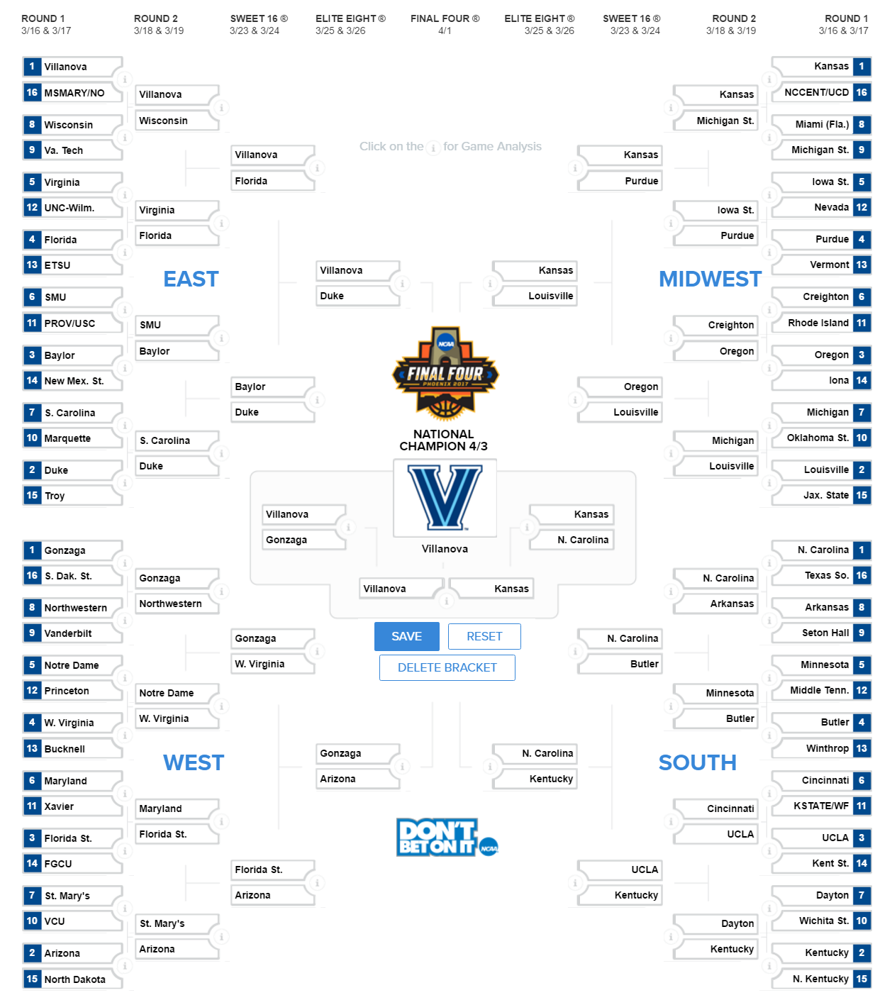 ROUND 1
3/16 & 3/17
ROUND 2
3/18 & 3/19
SWEET 16 ®
3/23 & 3/24
ELITE EIGHT ®
3/25 & 3/26
FINAL FOUR ®
4/1
ELITE EIGHT ®
3/25 & 3/26
SWEET 16 ®
3/23 & 3/24
ROUND 2
3/18 & 3/19
ROUND 1
3/16 & 3/17
1 Villanova
16 MSMARY/NO
8 Wisconsin
9 Va. Tech
5 Virginia
12 UNC-Wilm.
4 Florida
13 ETSU
6 SMU
11 PROV/USC
3 Baylor
14 New Mex. St.
7 S. Carolina
10 Marquette
2 Duke
15 Troy
Villanova
Wisconsin
Virginia
Florida
SMU
Baylor
S. Carolina
Duke
Villanova
Florida
Baylor
Duke
Villanova
Duke
EAST
Click on the i for Game Analysis
Kansas 1
NCCENT/UCD 16
Miami (Fla.) 8
Michigan St. 9
Iowa St. 5
Nevada 12
Purdue 4
Vermont 13
Creighton 6
Rhode Island 11
Oregon 3
Iona 14
Michigan 7
Oklahoma St. 10
Louisville 2
Jax. State 15
Kansas
Michigan St.
Iowa St.
Purdue
Creighton
Oregon
Michigan
Louisville
Kansas
Purdue
Oregon
Louisville
Kansas
Louisville
MIDWEST
NCAA
FINAL FOUR
PHOENIX 2017
NATIONAL
CHAMPION 4/3
V
TM
Villanova
Villanova
Gonzaga
Kansas
N. Carolina
Villanova
Kansas
SAVE
RESET
DELETE BRACKET
1 Gonzaga
16 S. Dak. St.
8 Northwestern
9 Vanderbilt
5 Notre Dame
12 Princeton
4 W. Virginia
13 Bucknell
6 Maryland
11 Xavier
3 Florida St.
14 FGCU
7 St. Mary's
10 VCU
2 Arizona
15 North Dakota
Gonzaga
Northwestern
Notre Dame
W. Virginia
Maryland
Florida St.
St. Mary's
Arizona
Gonzaga
W. Virginia
Florida St.
Arizona
Gonzaga
Arizona
WEST
N. Carolina 1
Texas So. 16
Arkansas 8
Seton Hall 9
Minnesota 5
Middle Tenn. 12
Butler 4
Winthrop 13
Cincinnati 6
KSTATE/WF 11
UCLA 3
Kent St. 14
Dayton 7
Wichita St. 10
Kentucky 2
N. Kentucky 15
N. Carolina
Arkansas
Minnesota
Butler
Cincinnati
UCLA
Dayton
Kentucky
N. Carolina
Butler
UCLA
Kentucky
N. Carolina
Kentucky
SOUTH
DON'T
BET ON IT
NCAA